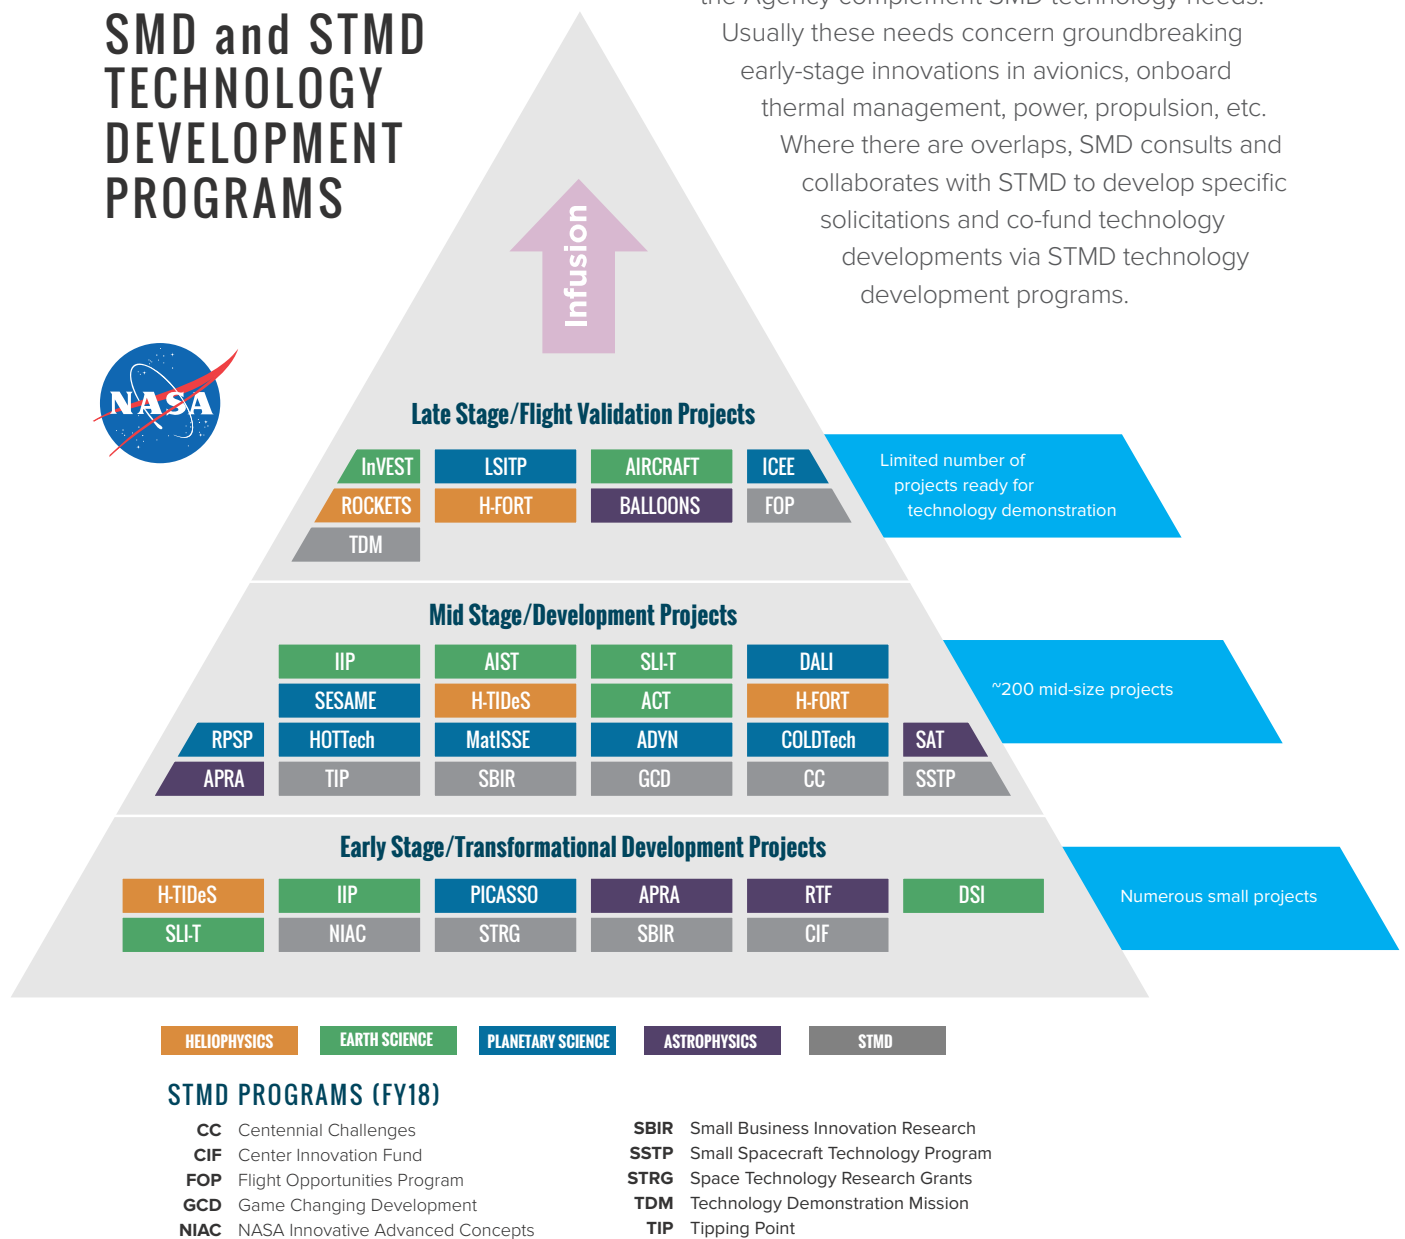 SMD and STMD
TECHNOLOGY
DEVELOPMENT
PROGRAMS
the Agency complement SMD technology needs.
Usually these needs concern groundbreaking
early-stage innovations in avionics, onboard
thermal management, power, propulsion, etc.
Where there are overlaps, SMD consults and
collaborates with STMD to develop specific
solicitations and co-fund technology
developments via STMD technology
development programs.
Infusion
NASA
Late Stage/Flight Validation Projects
InVEST LSITP AIRCRAFT ICEE
ROCKETS H-FORT BALLOONS FOP
TDM
Limited number of
projects ready for
technology demonstration
Mid Stage/Development Projects
IIP AIST SLI-T DALI
SESAME H-TIDeS ACT H-FORT
RPSP HOTTech MatISSE ADYN COLDTech SAT
APRA TIP SBIR GCD CC SSTP
~200 mid-size projects
Early Stage/Transformational Development Projects
H-TIDeS IIP PICASSO APRA RTF DSI
SLI-T NIAC STRG SBIR CIF
Numerous small projects
HELIOPHYSICS EARTH SCIENCE PLANETARY SCIENCE ASTROPHYSICS STMD
STMD PROGRAMS (FY18)
CC Centennial Challenges
CIF Center Innovation Fund
FOP Flight Opportunities Program
GCD Game Changing Development
NIAC NASA Innovative Advanced Concepts
SBIR Small Business Innovation Research
SSTP Small Spacecraft Technology Program
STRG Space Technology Research Grants
TDM Technology Demonstration Mission
TIP Tipping Point